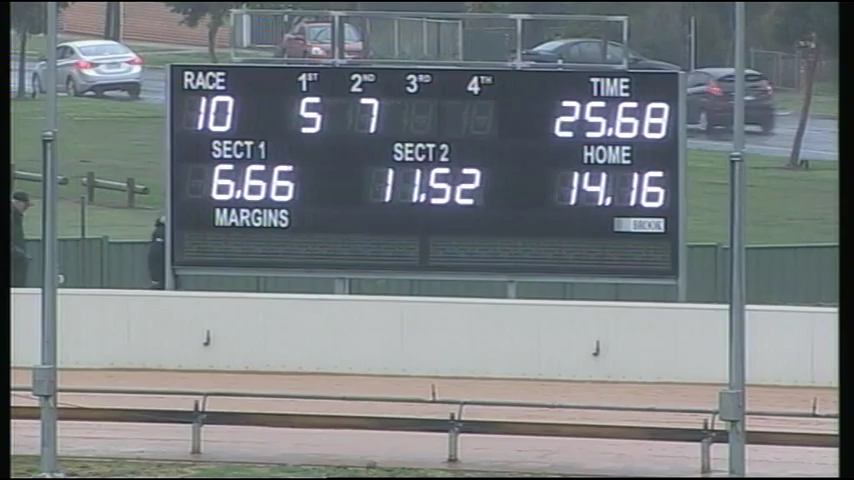 RACE 1ST 2ND 3RD 4TH TIME
10 5 7 25.68
SECT 1 SECT 2 HOME
6.66 11.52 14.16
MARGINS